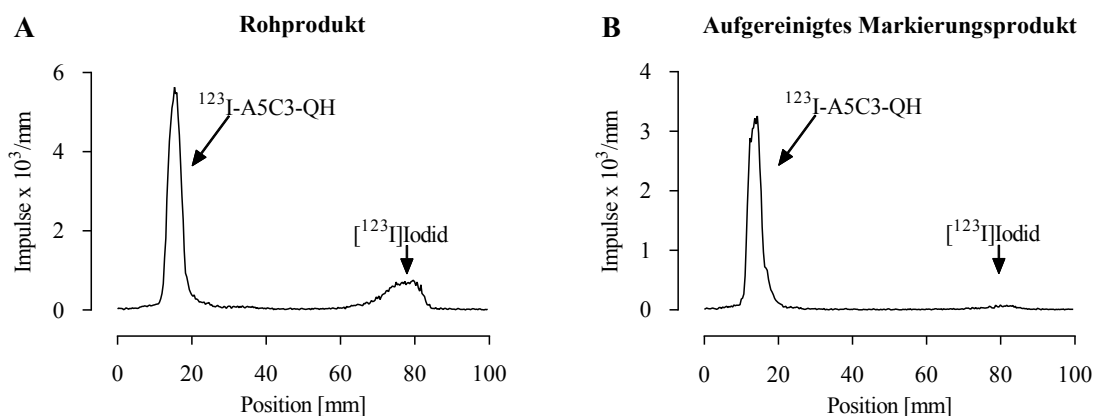 A Rohprodukt
6
4
2
0
Impulse x 10³/mm
¹²³I-A5C3-QH
[¹²³I]Iodid
0 20 40 60 80 100
Position [mm]
B Aufgereinigtes Markierungsprodukt
4
3
2
1
0
Impulse x 10³/mm
¹²³I-A5C3-QH
[¹²³I]Iodid
0 20 40 60 80 100
Position [mm]